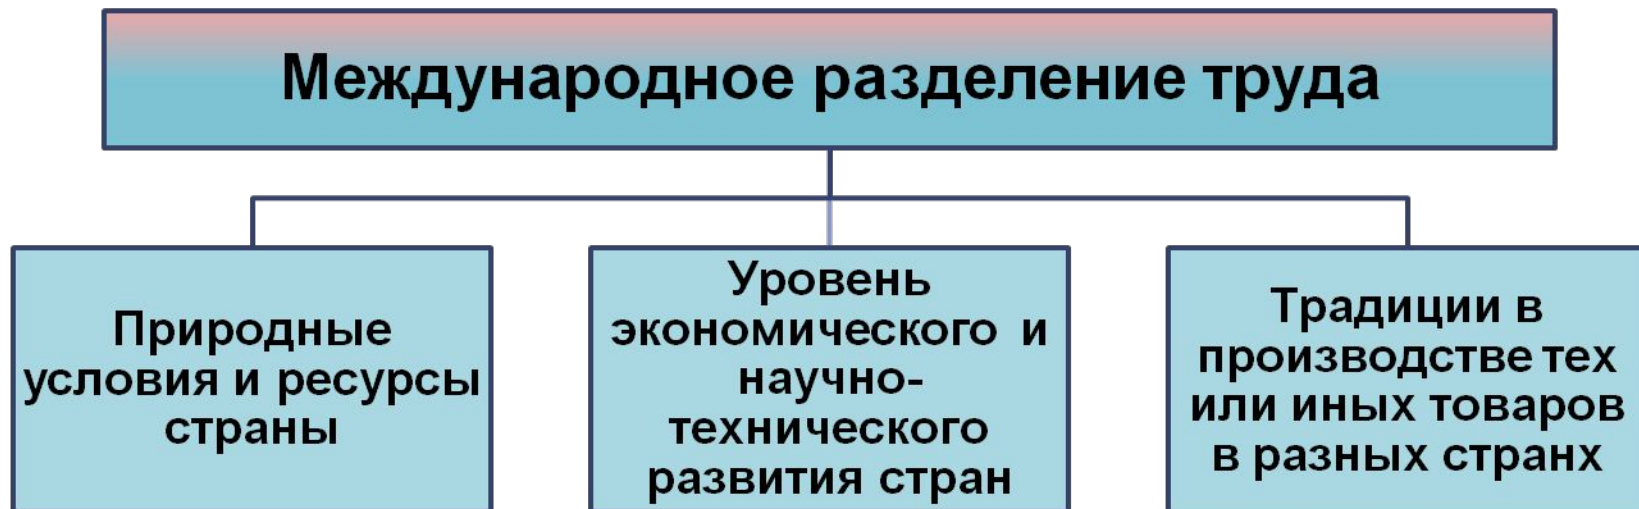 Международное разделение труда
Природные
условия и ресурсы
страны
Уровень
экономического и
научно-
технического
развития стран
Традиции в
производстве тех
или иных товаров
в разных странх